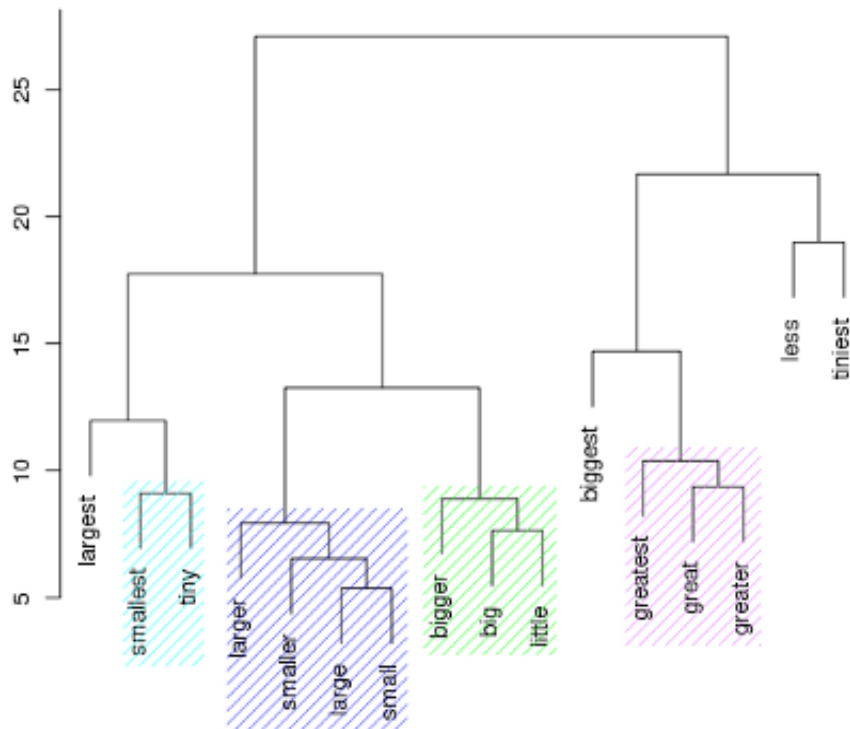 25
20
15
10
5
largest
smallest
tiny
larger
smaller
large
small
bigger
big
little
biggest
greatest
great
greater
less
tiniest